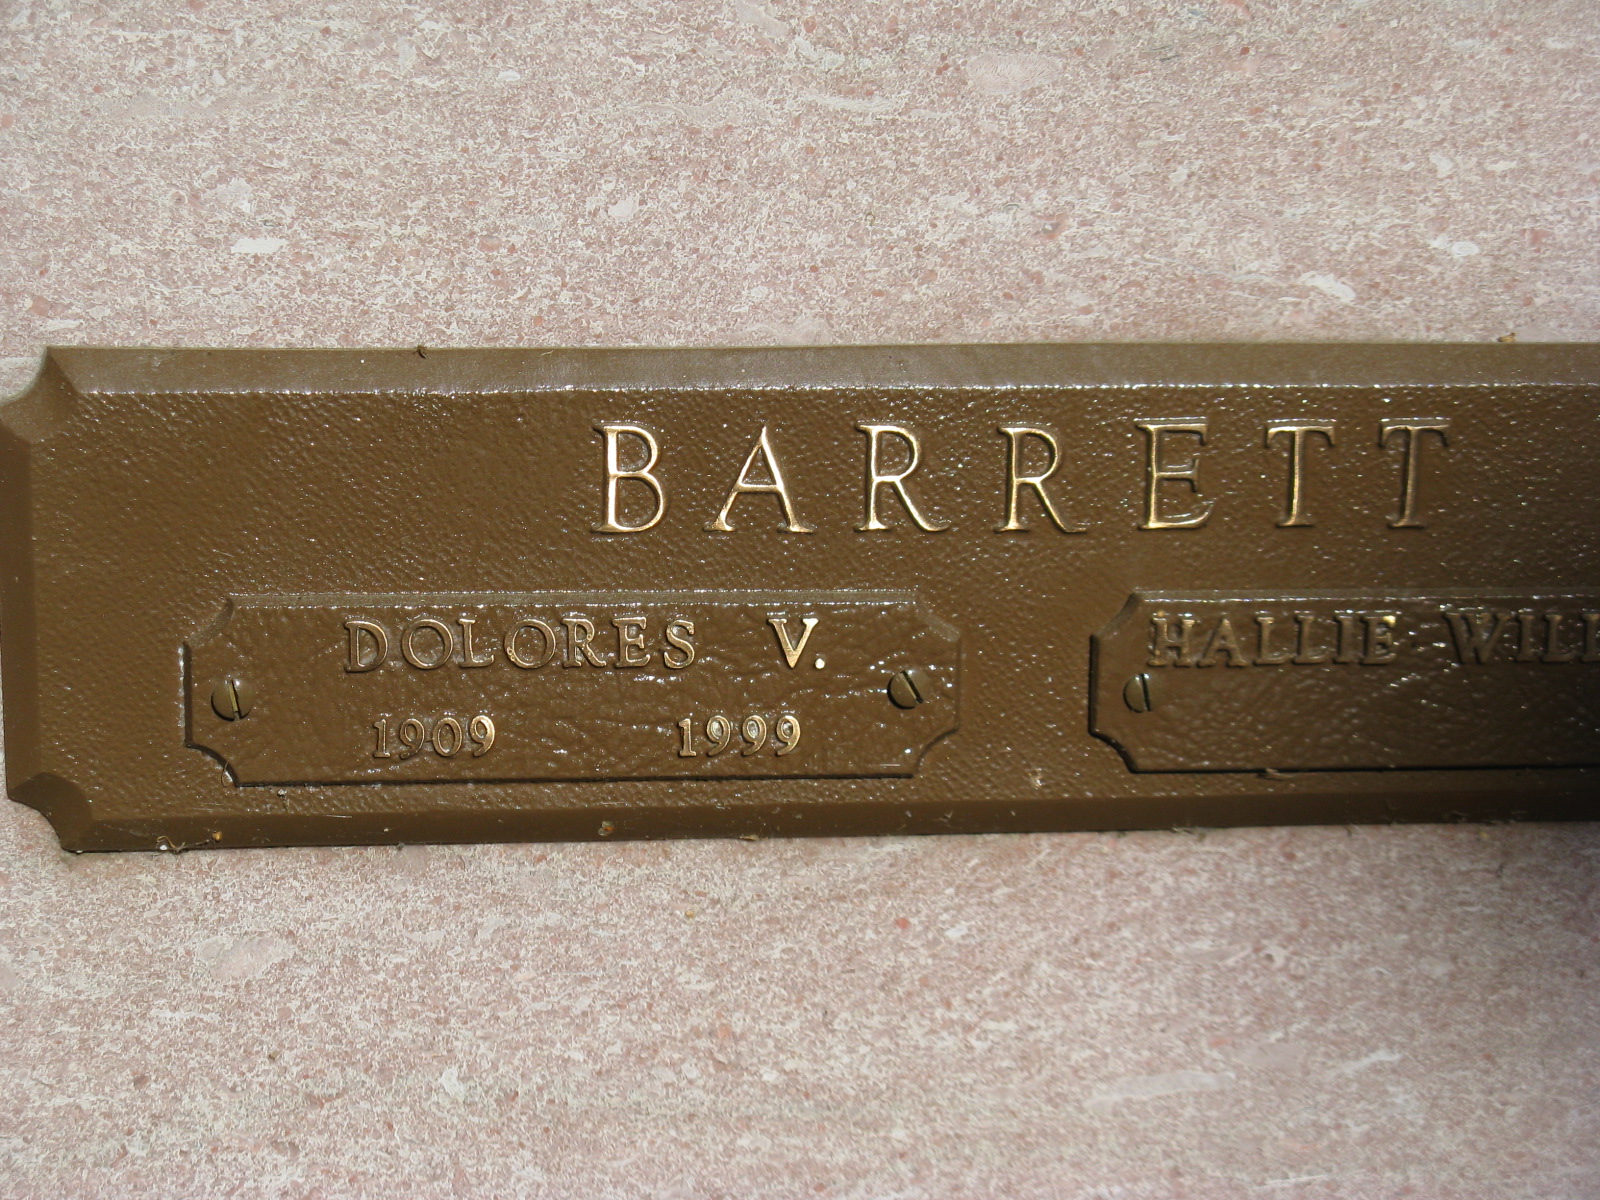 BARRETT
DOLORES V.
1909 1999
HALLIE